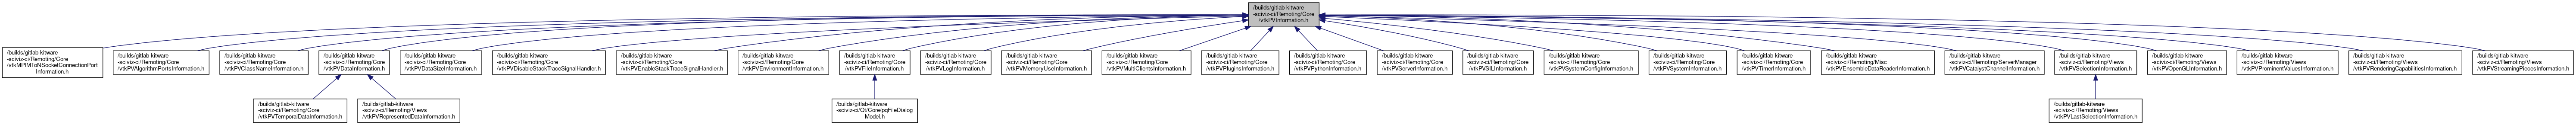 /builds/gitlab-kitware
-sciviz-ci/Remoting/Core
/vtkPVInformation.h
/builds/gitlab-kitware
-sciviz-ci/Remoting/Core
/vtkMPIMToNSocketConnectionPort
Information.h
/builds/gitlab-kitware
-sciviz-ci/Remoting/Core
/vtkPVAlgorithmPortsInformation.h
/builds/gitlab-kitware
-sciviz-ci/Remoting/Core
/vtkPVClassNameInformation.h
/builds/gitlab-kitware
-sciviz-ci/Remoting/Core
/vtkPVDataInformation.h
/builds/gitlab-kitware
-sciviz-ci/Remoting/Core
/vtkPVDataSizeInformation.h
/builds/gitlab-kitware
-sciviz-ci/Remoting/Core
/vtkPVDisableStackTraceSignalHandler.h
/builds/gitlab-kitware
-sciviz-ci/Remoting/Core
/vtkPVEnableStackTraceSignalHandler.h
/builds/gitlab-kitware
-sciviz-ci/Remoting/Core
/vtkPVEnvironmentInformation.h
/builds/gitlab-kitware
-sciviz-ci/Remoting/Core
/vtkPVFileInformation.h
/builds/gitlab-kitware
-sciviz-ci/Remoting/Core
/vtkPVLogInformation.h
/builds/gitlab-kitware
-sciviz-ci/Remoting/Core
/vtkPVMemoryUseInformation.h
/builds/gitlab-kitware
-sciviz-ci/Remoting/Core
/vtkPVMultiClientsInformation.h
/builds/gitlab-kitware
-sciviz-ci/Remoting/Core
/vtkPVPluginsInformation.h
/builds/gitlab-kitware
-sciviz-ci/Remoting/Core
/vtkPVPythonInformation.h
/builds/gitlab-kitware
-sciviz-ci/Remoting/Core
/vtkPVServerInformation.h
/builds/gitlab-kitware
-sciviz-ci/Remoting/Core
/vtkPVSILInformation.h
/builds/gitlab-kitware
-sciviz-ci/Remoting/Core
/vtkPVSystemConfigInformation.h
/builds/gitlab-kitware
-sciviz-ci/Remoting/Core
/vtkPVSystemInformation.h
/builds/gitlab-kitware
-sciviz-ci/Remoting/Core
/vtkPVTimerInformation.h
/builds/gitlab-kitware
-sciviz-ci/Remoting/Misc
/vtkPVEnsembleDataReaderInformation.h
/builds/gitlab-kitware
-sciviz-ci/Remoting/ServerManager
/vtkPVCatalystChannelInformation.h
/builds/gitlab-kitware
-sciviz-ci/Remoting/Views
/vtkPVSelectionInformation.h
/builds/gitlab-kitware
-sciviz-ci/Remoting/Views
/vtkPVOpenGLInformation.h
/builds/gitlab-kitware
-sciviz-ci/Remoting/Views
/vtkPVProminentValuesInformation.h
/builds/gitlab-kitware
-sciviz-ci/Remoting/Views
/vtkPVRenderingCapabilitiesInformation.h
/builds/gitlab-kitware
-sciviz-ci/Remoting/Views
/vtkPVStreamingPiecesInformation.h
/builds/gitlab-kitware
-sciviz-ci/Remoting/Core
/vtkPVTemporalDataInformation.h
/builds/gitlab-kitware
-sciviz-ci/Remoting/Views
/vtkPVRepresentedDataInformation.h
/builds/gitlab-kitware
-sciviz-ci/Qt/Core/pqFileDialog
Model.h
/builds/gitlab-kitware
-sciviz-ci/Remoting/Views
/vtkPVLastSelectionInformation.h